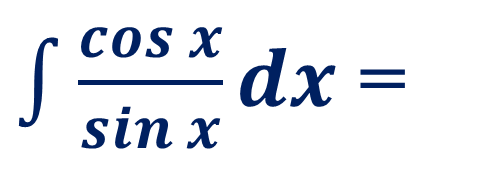 ∫ cos x / sin x dx =